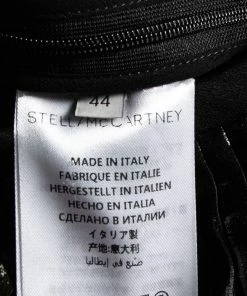 44
STELLA McCARTNEY
MADE IN ITALY
FABRIQUE EN ITALIE
HERGESTELLT IN ITALIEN
HECHO EN ITALIA
СДЕЛАНО В ИТАЛИИ
イタリア製
产地:意大利
صنع في إيطاليا